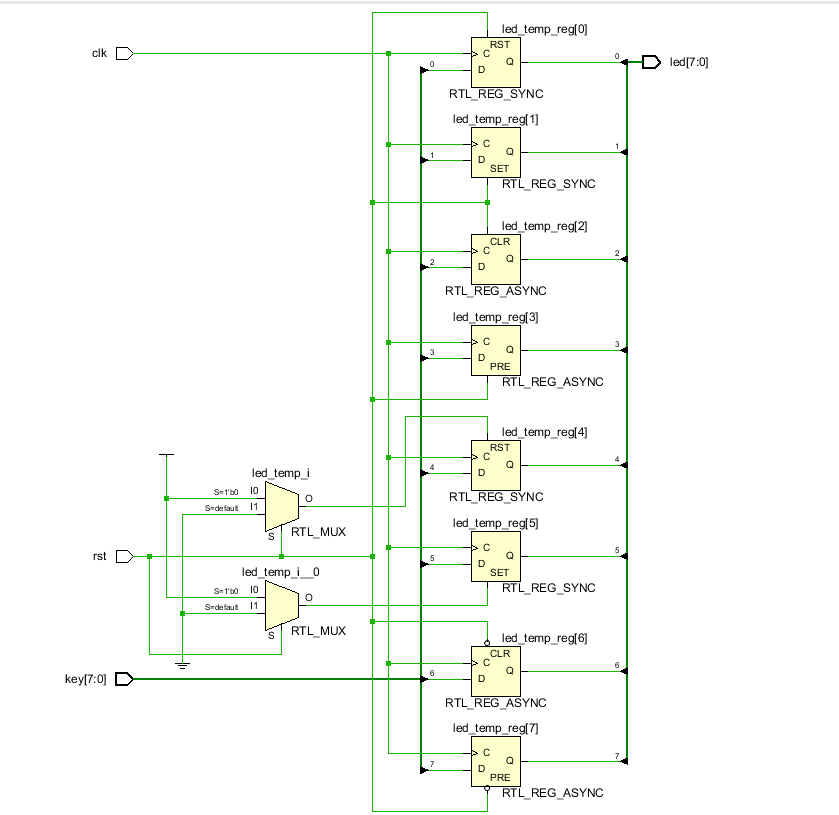 led_temp_reg[0]
clk
RST
C
D
Q
0
0
led[7:0]
RTL_REG_SYNC
led_temp_reg[1]
C
D
Q
SET
1
1
RTL_REG_SYNC
led_temp_reg[2]
CLR
C
D
Q
2
2
RTL_REG_ASYNC
led_temp_reg[3]
C
D
Q
PRE
3
3
RTL_REG_ASYNC
led_temp_reg[4]
RST
C
D
Q
4
4
RTL_REG_SYNC
led_temp_i
S=1'b0
I0
S=default
I1
O
S
RTL_MUX
led_temp_reg[5]
C
D
Q
SET
5
5
RTL_REG_SYNC
rst
led_temp_i__0
S=1'b0
I0
S=default
I1
O
S
RTL_MUX
led_temp_reg[6]
CLR
C
D
Q
6
6
RTL_REG_ASYNC
key[7:0]
led_temp_reg[7]
C
D
Q
PRE
7
7
RTL_REG_ASYNC